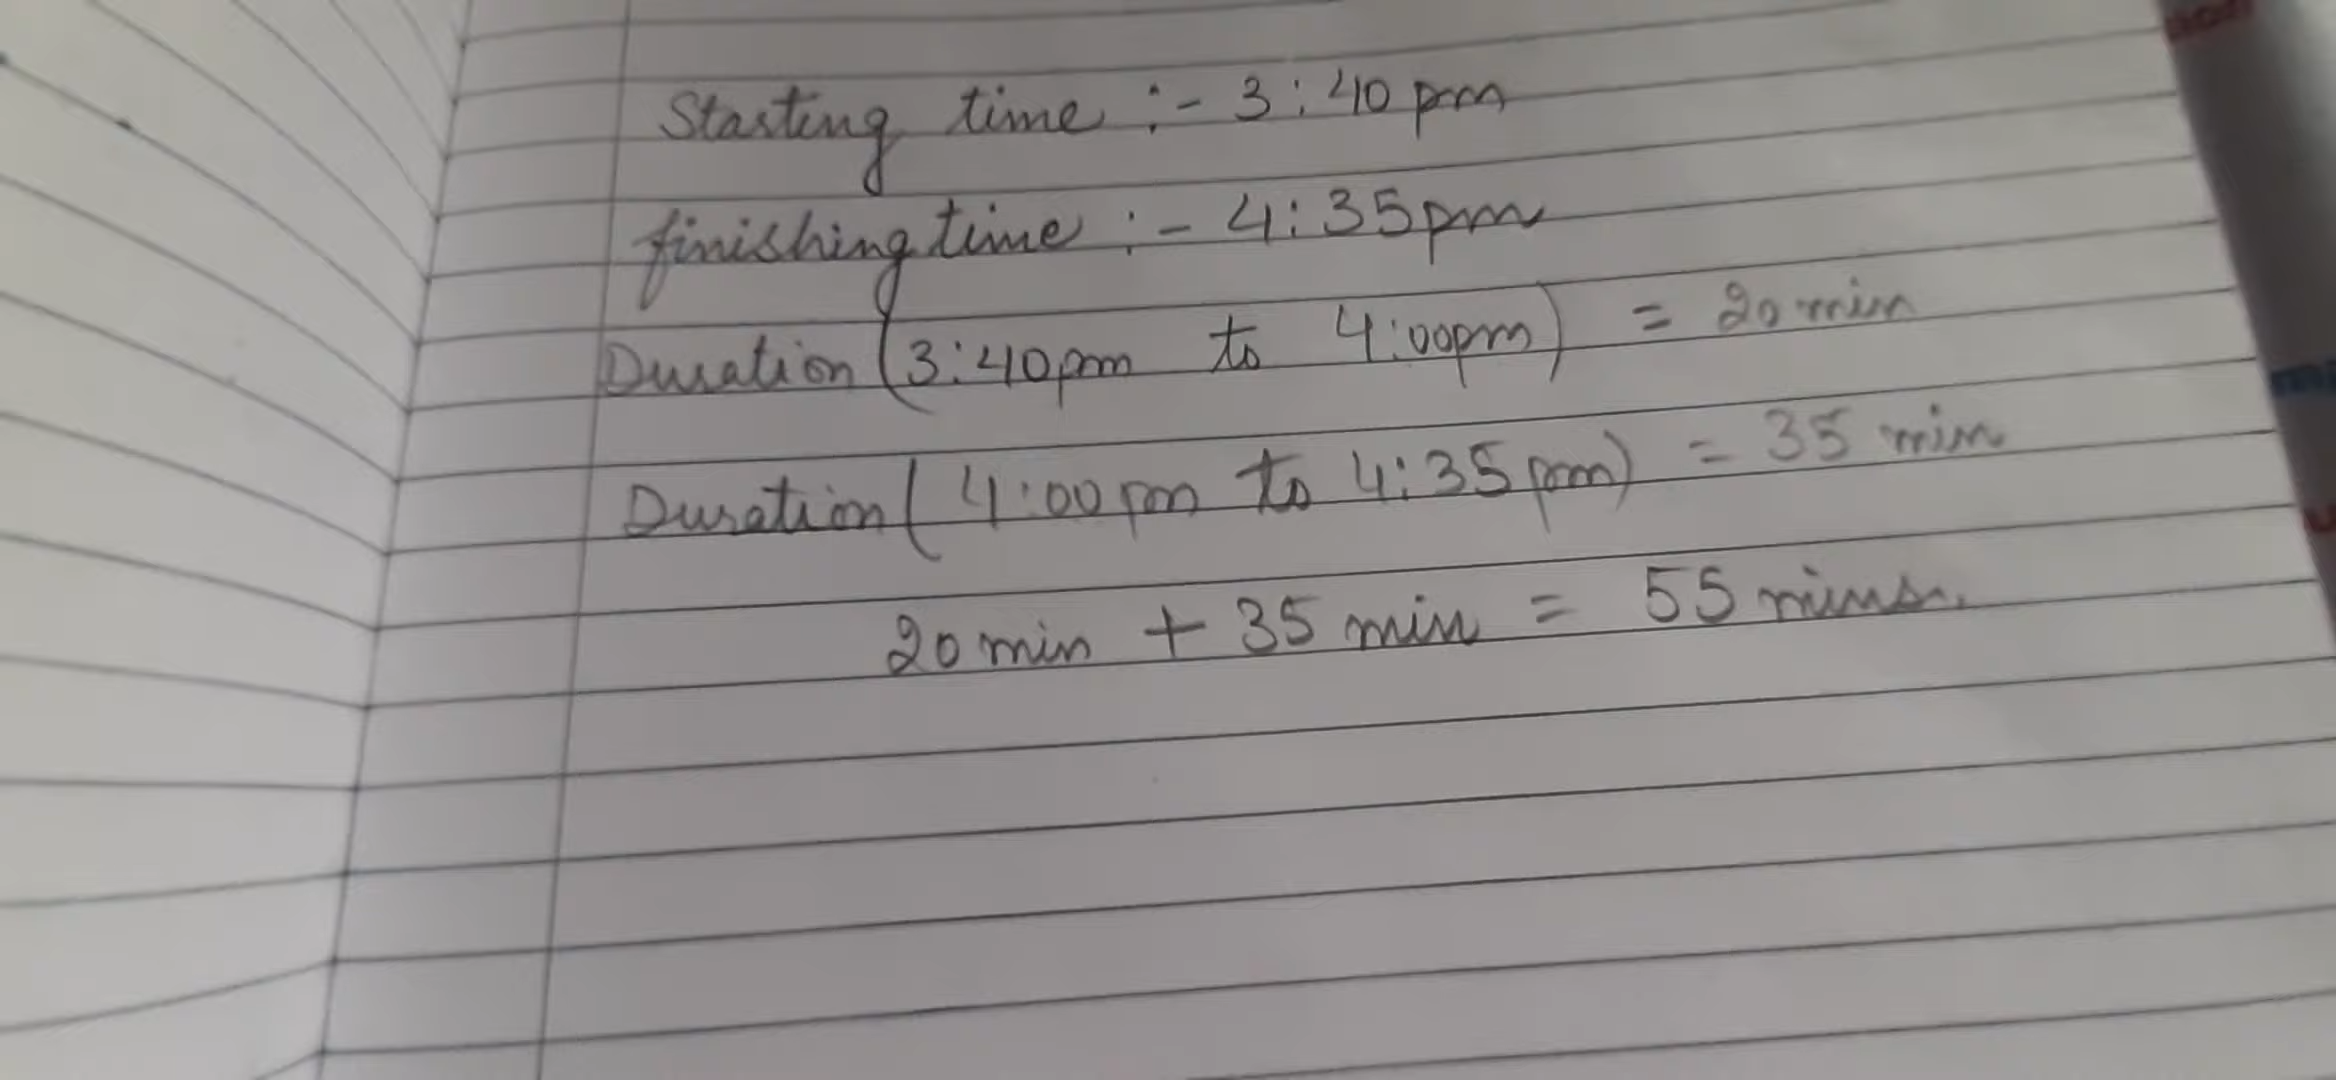 Starting time :- 3:40 pm
finishing time :- 4:35pm
Duration (3:40pm to 4:00pm) = 20 min
Duration ( 4:00 pm to 4:35 pm) = 35 min
20 min + 35 min = 55 mins.